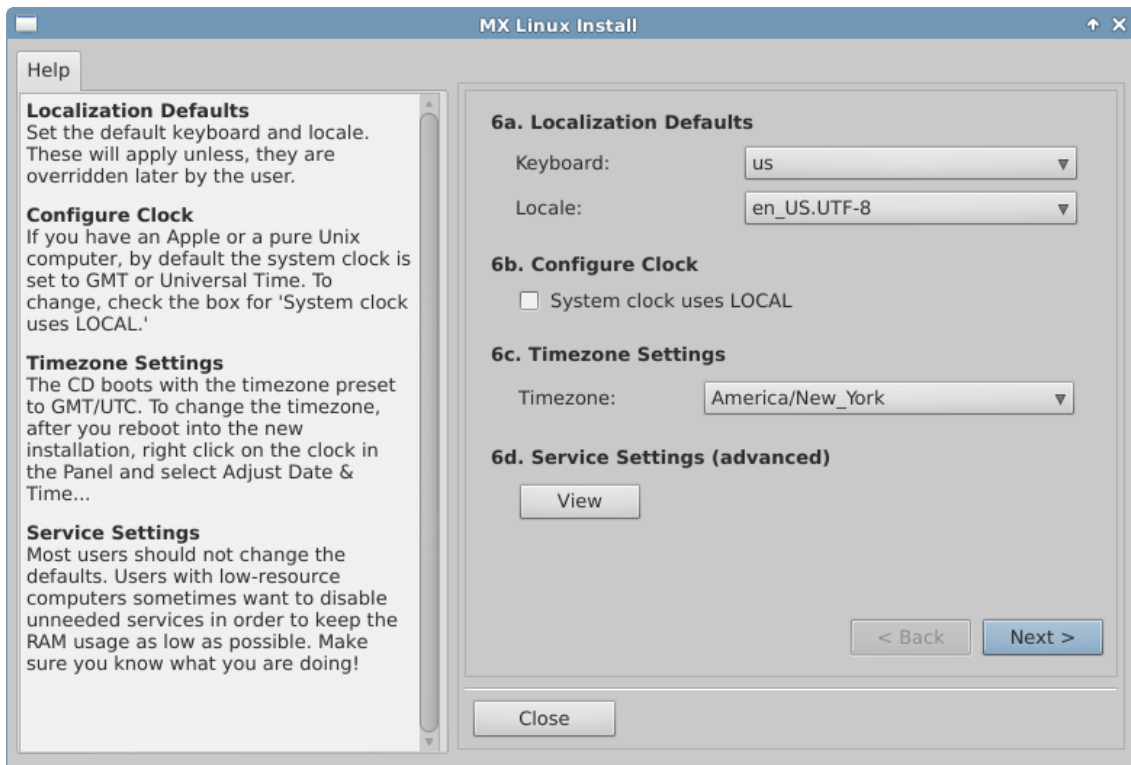 MX Linux Install
Help
Localization Defaults
Set the default keyboard and locale.
These will apply unless, they are
overridden later by the user.
Configure Clock
If you have an Apple or a pure Unix
computer, by default the system clock is
set to GMT or Universal Time. To
change, check the box for 'System clock
uses LOCAL.'
Timezone Settings
The CD boots with the timezone preset
to GMT/UTC. To change the timezone,
after you reboot into the new
installation, right click on the clock in
the Panel and select Adjust Date &
Time...
Service Settings
Most users should not change the
defaults. Users with low-resource
computers sometimes want to disable
unneeded services in order to keep the
RAM usage as low as possible. Make
sure you know what you are doing!
6a. Localization Defaults
Keyboard: us
Locale: en_US.UTF-8
6b. Configure Clock
System clock uses LOCAL
6c. Timezone Settings
Timezone: America/New_York
6d. Service Settings (advanced)
View
< Back Next >
Close